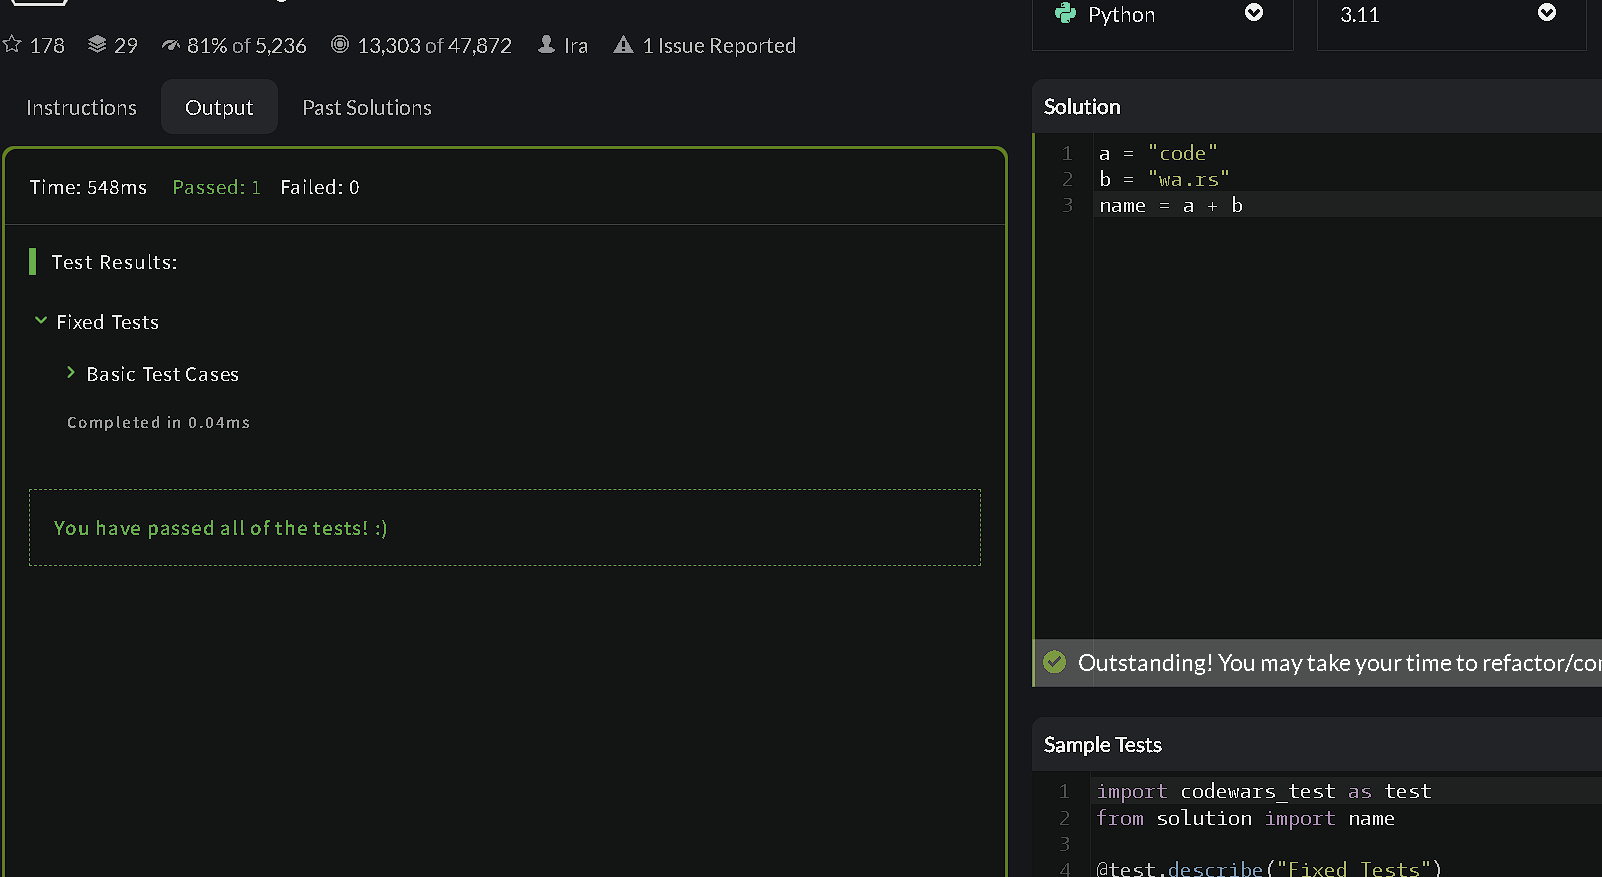 178 29 81% of 5,236 13,303 of 47,872 Ira 1 Issue Reported
Instructions Output Past Solutions
Time: 548ms Passed: 1 Failed: 0
Test Results:
Fixed Tests
Basic Test Cases
Completed in 0.04ms
You have passed all of the tests! :)
Python 3.11
Solution
1 a = "code"
2 b = "wa.rs"
3 name = a + b
Outstanding! You may take your time to refactor/
Sample Tests
1 import codewars_test as test
2 from solution import name
3
4 @test.describe("Fixed Tests")